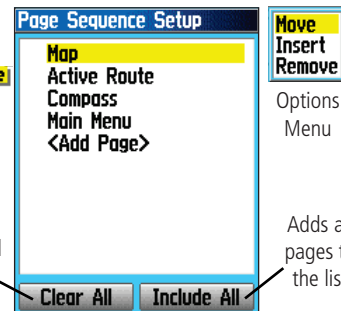 Page Sequence Setup
Map
Active Route
Compass
Main Menu
<Add Page>
Clear All
Include All
Move
Insert
Remove
Options
Menu
Adds a
pages
the lis